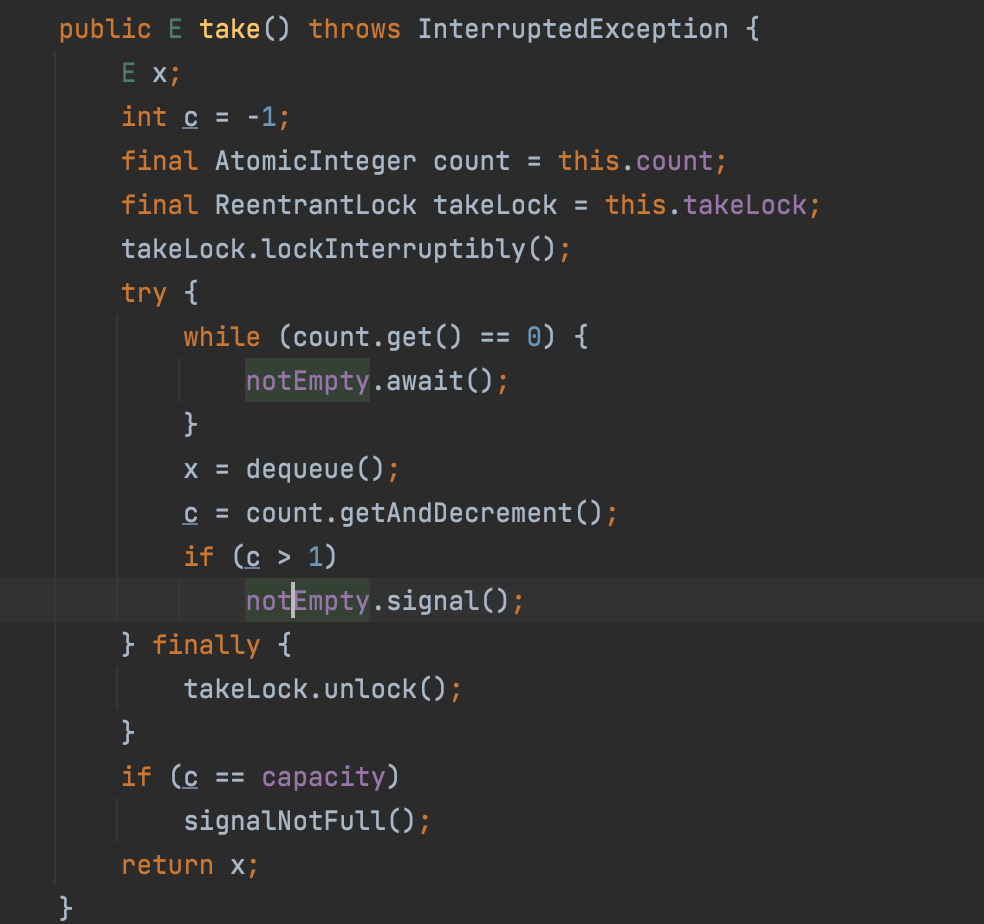 public E take() throws InterruptedException {
    E x;
    int c = -1;
    final AtomicInteger count = this.count;
    final ReentrantLock takeLock = this.takeLock;
    takeLock.lockInterruptibly();
    try {
        while (count.get() == 0) {
            notEmpty.await();
        }
        x = dequeue();
        c = count.getAndDecrement();
        if (c > 1)
            notEmpty.signal();
    } finally {
        takeLock.unlock();
    }
    if (c == capacity)
        signalNotFull();
    return x;
}